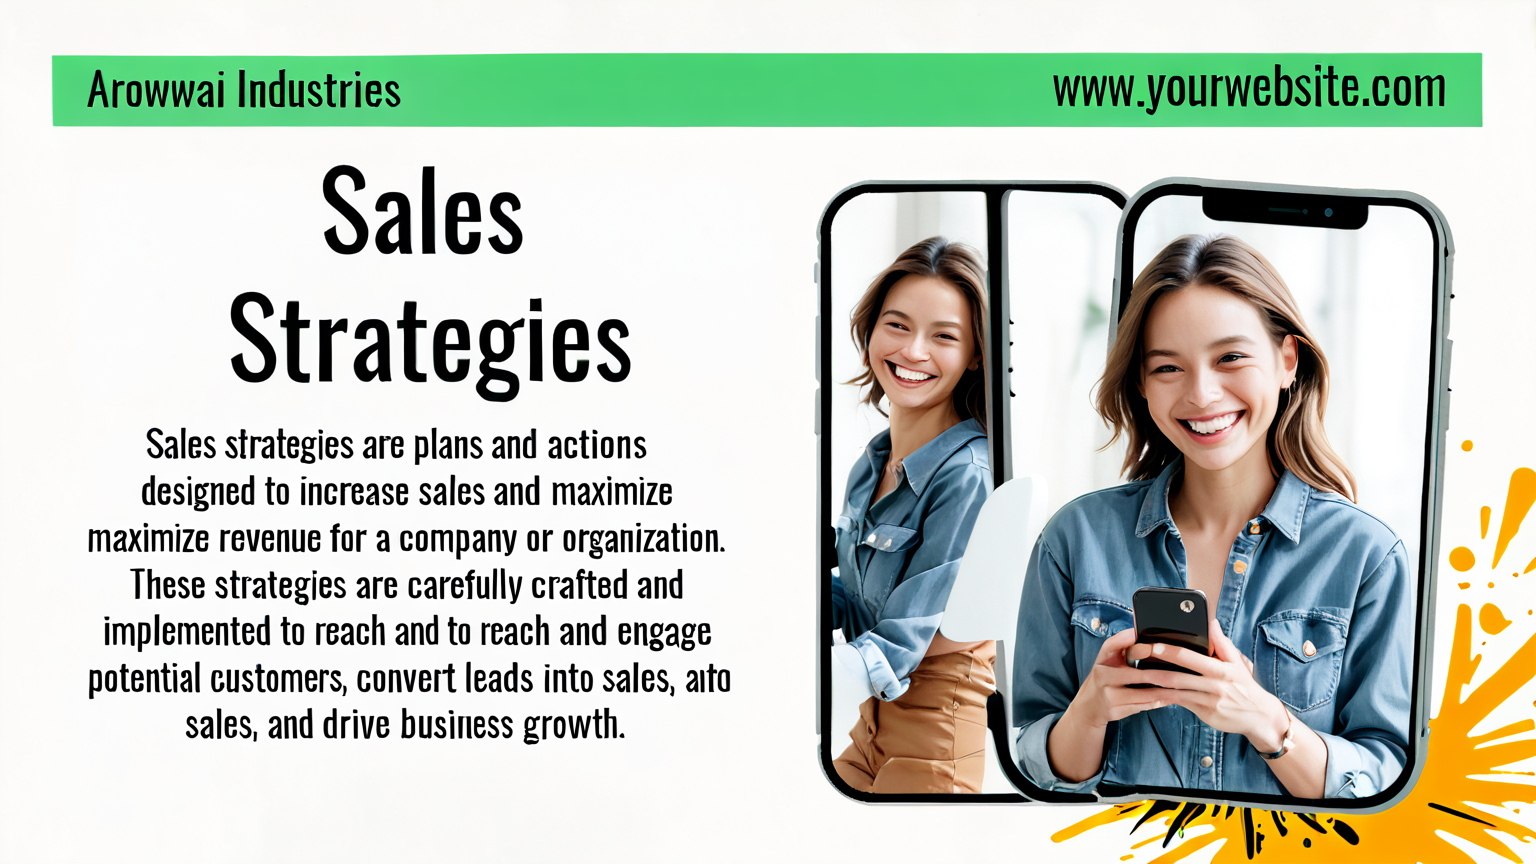 Arowwai Industries
www.yourwebsite.com
Sales
Strategies
Sales strategies are plans and actions
designed to increase sales and maximize
maximize revenue for a company or organization.
These strategies are carefully crafted and
implemented to reach and to reach and engage
potential customers, convert leads into sales,
sales, and drive business growth.